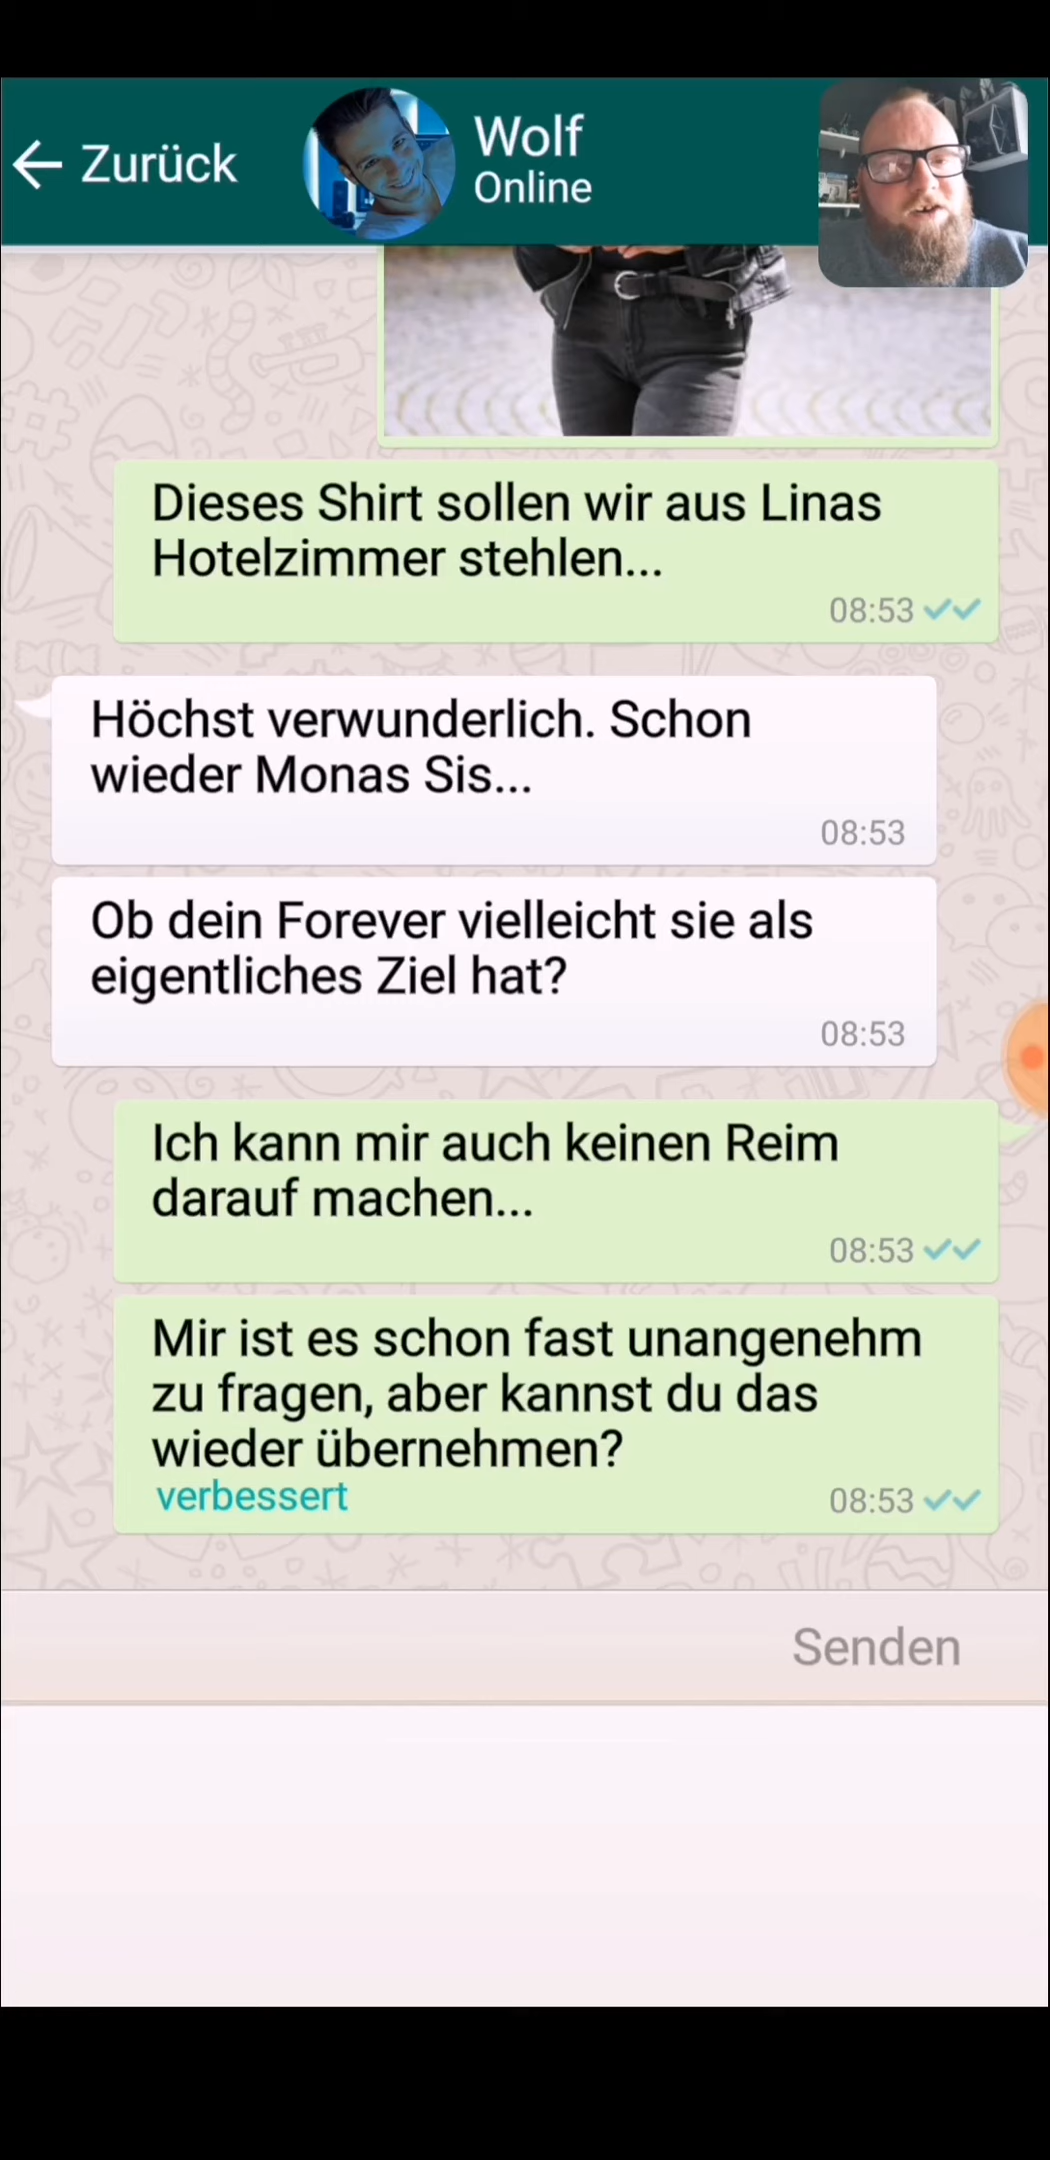 Zurück
Wolf
Online
Dieses Shirt sollen wir aus Linas
Hotelzimmer stehlen...
08:53
Höchst verwunderlich. Schon
wieder Monas Sis...
08:53
Ob dein Forever vielleicht sie als
eigentliches Ziel hat?
08:53
Ich kann mir auch keinen Reim
darauf machen...
08:53
Mir ist es schon fast unangenehm
zu fragen, aber kannst du das
wieder übernehmen?
verbessert 08:53
Senden